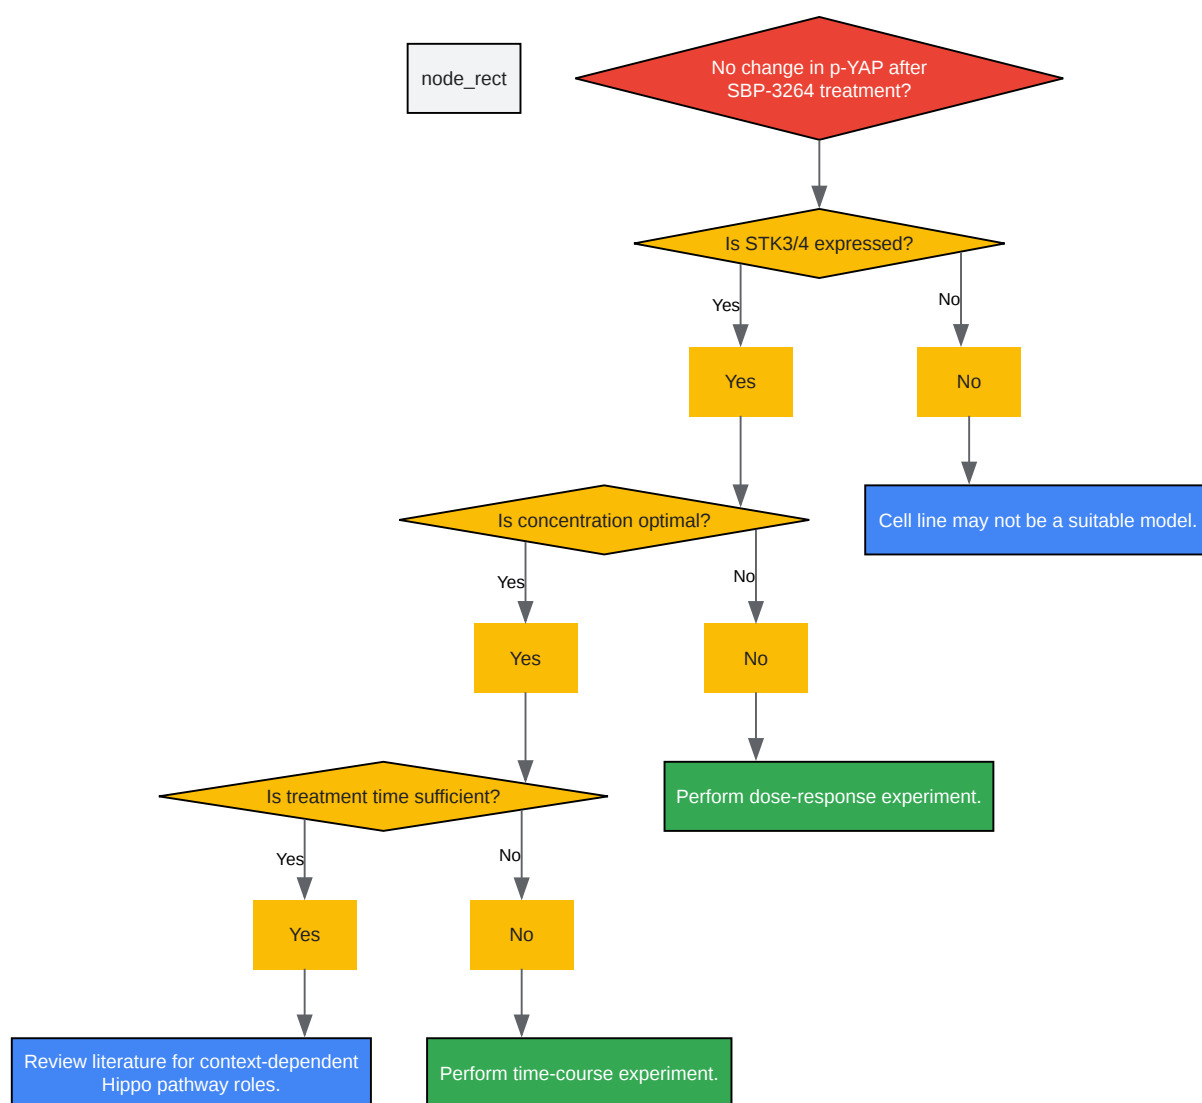 node_rect
No change in p-YAP after
SBP-3264 treatment?
Is STK3/4 expressed?
Yes
No
Yes
No
Is concentration optimal?
Cell line may not be a suitable model.
Yes
No
Yes
No
Is treatment time sufficient?
Perform dose-response experiment.
Yes
No
Yes
No
Review literature for context-dependent
Hippo pathway roles.
Perform time-course experiment.